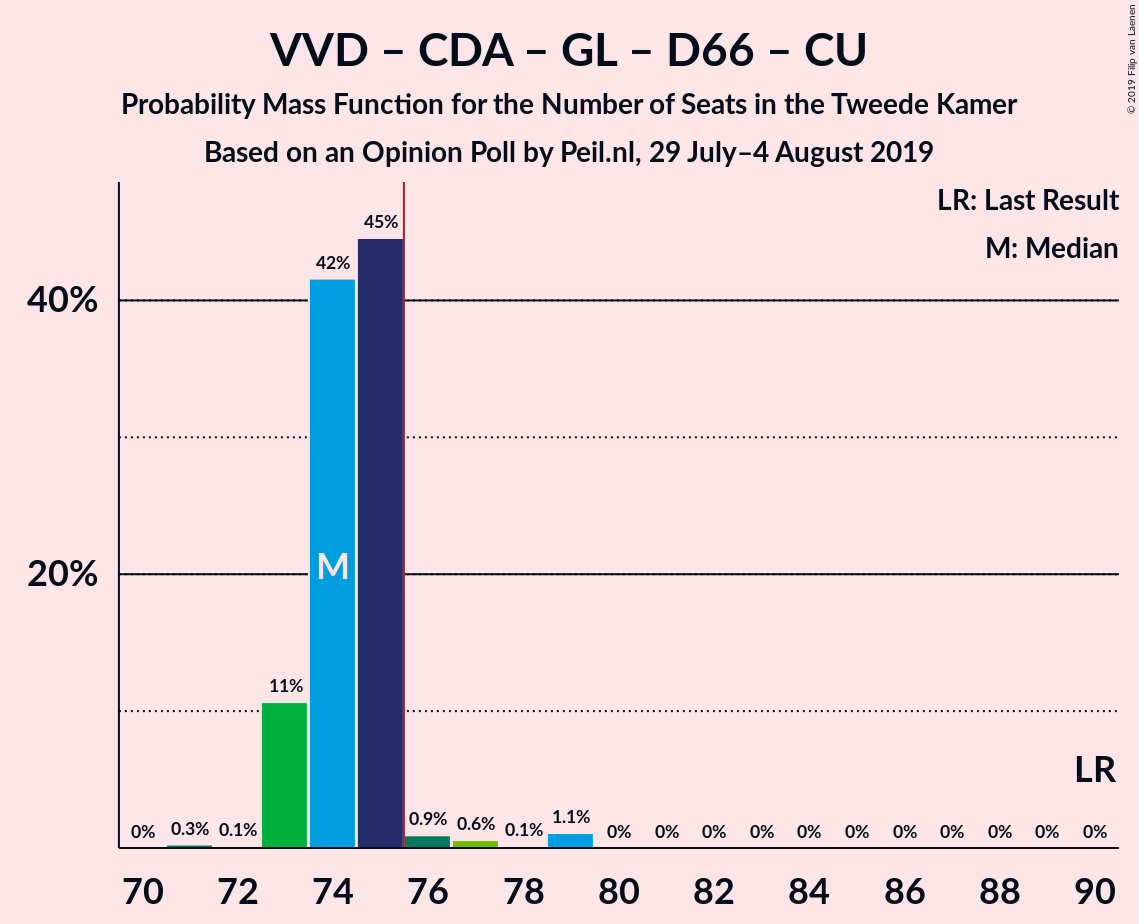 VVD – CDA – GL – D66 – CU
Probability Mass Function for the Number of Seats in the Tweede Kamer
Based on an Opinion Poll by Peil.nl, 29 July–4 August 2019
© 2019 Filip van Laenen
LR: Last Result
M: Median
40%
20%
0% 0.3% 0.1% 11% 42% 45% 0.9% 0.6% 0.1% 1.1% 0% 0% 0% 0% 0% 0% 0% 0% 0% 0% 0%
M
LR
70 72 74 76 78 80 82 84 86 88 90